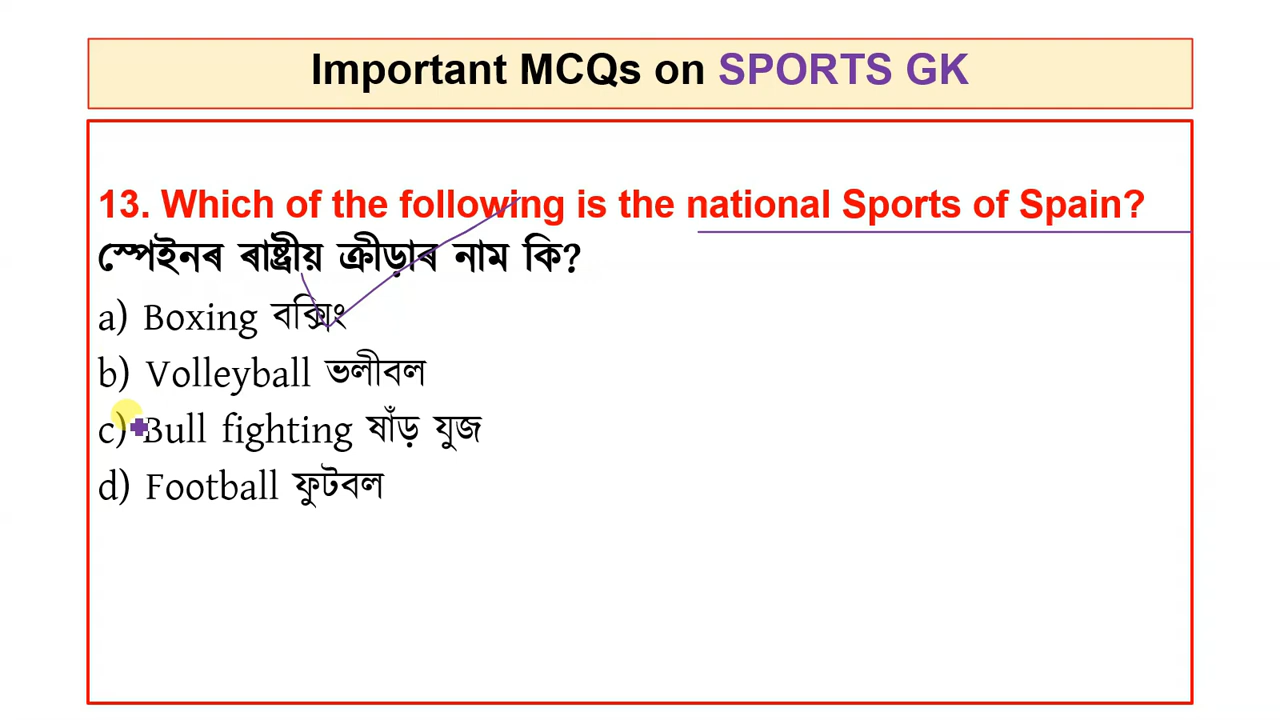 Important MCQs on SPORTS GK
13. Which of the following is the national Sports of Spain?
স্পেইনৰ ৰাষ্ট্ৰীয় ক্ৰীড়াৰ নাম কি?
a) Boxing বক্সিং
b) Volleyball ভলীবল
c) Bull fighting ষাঁড় যুজ
d) Football ফুটবল